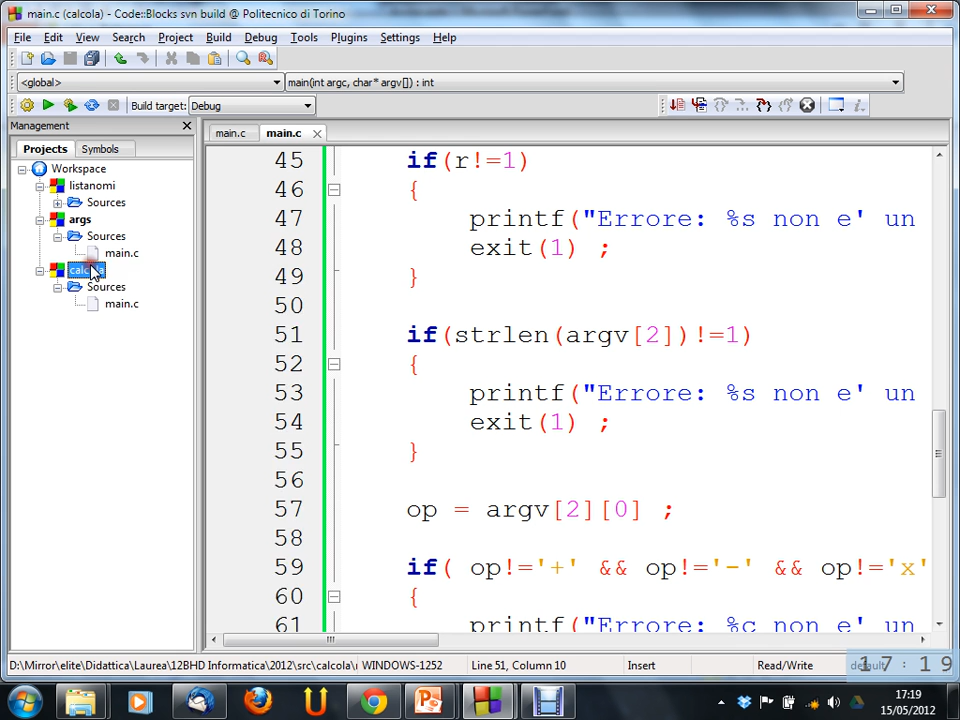 main.c (calcola) - Code::Blocks svn build @ Politecnico di Torino
File Edit View Search Project Build Debug Tools Plugins Settings Help
<global> main(int argc, char* argv[]) : int
Build target: Debug
Management
Projects Symbols
main.c main.c
Workspace
listanomi
Sources
args
Sources
main.c
calcola
Sources
main.c
45 if(r!=1)
46 {
47 printf("Errore: %s non e' un
48 exit(1) ;
49 }
50
51 if(strlen(argv[2])!=1)
52 {
53 printf("Errore: %s non e' un
54 exit(1) ;
55 }
56
57 op = argv[2][0] ;
58
59 if( op!='+' && op!='-' && op!='x'
60 {
61 printf("Errore: %c non e' un
D:\Mirror\elite\Didattica\Laurea\12BHD Informatica\2012\src\calcola\ WINDOWS-1252 Line 51, Column 10 Insert Read/Write default
17:19
17:19
15/05/2012